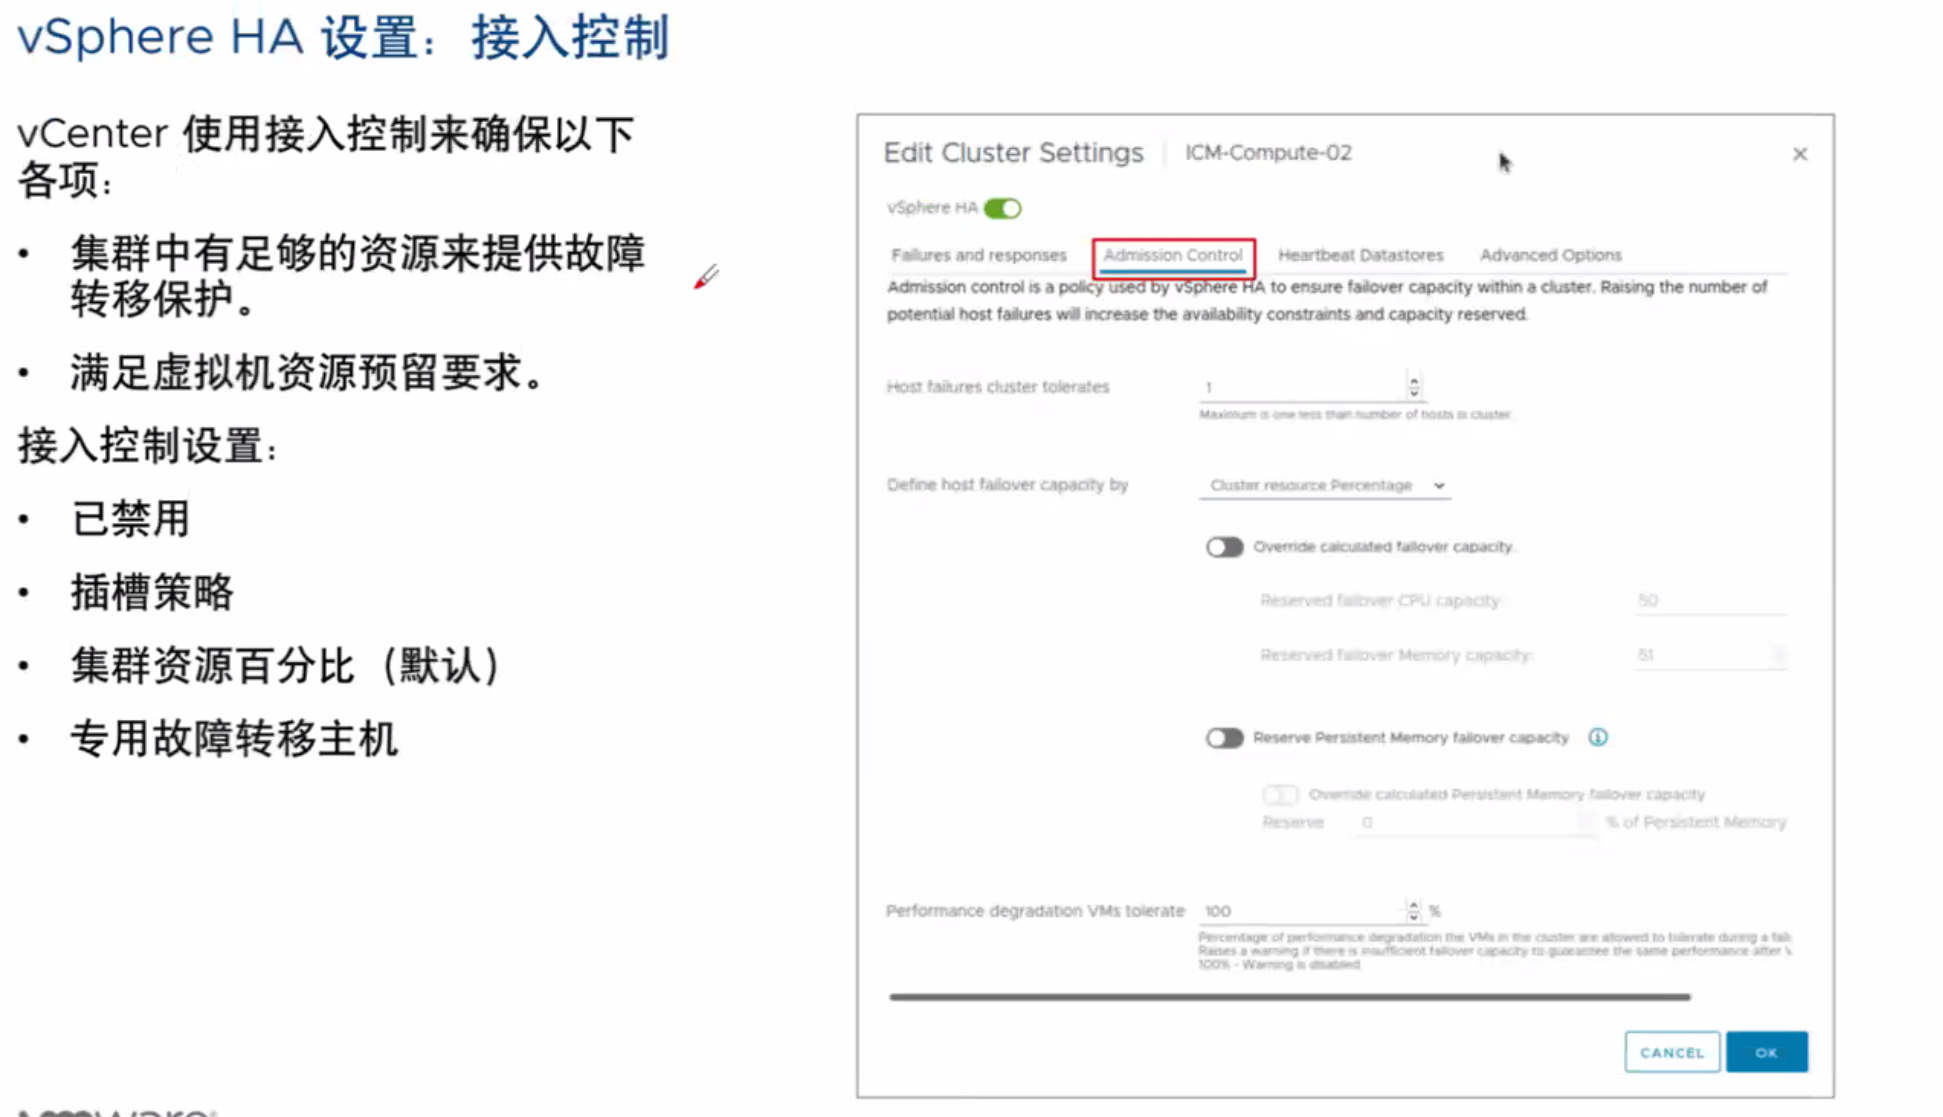 vSphere HA 设置：接入控制
vCenter 使用接入控制来确保以下
各项：
• 集群中有足够的资源来提供故障
转移保护。
• 满足虚拟机资源预留要求。
接入控制设置：
• 已禁用
• 插槽策略
• 集群资源百分比（默认）
• 专用故障转移主机
Edit Cluster Settings ICM-Compute-02
vSphere HA
Failures and responses Admission Control Heartbeat Datastores Advanced Options
Admission control is a policy used by vSphere HA to ensure failover capacity within a cluster. Raising the number of
potential host failures will increase the availability constraints and capacity reserved.
Host failures cluster tolerates 1
Maximum is one less than number of hosts in cluster.
Define host failover capacity by Cluster resource Percentage
Override calculated failover capacity.
Reserved failover CPU capacity: 50
Reserved failover Memory capacity: 51
Reserve Persistent Memory failover capacity
Override calculated Persistent Memory failover capacity
Reserve 0 % of Persistent Memory
Performance degradation VMs tolerate 100 %
Percentage of performance degradation the VMs in the cluster are allowed to tolerate during a fail
Raises a warning if there is insufficient failover capacity to guarantee the same performance after
100% - Warning is disabled.
CANCEL OK
vmware